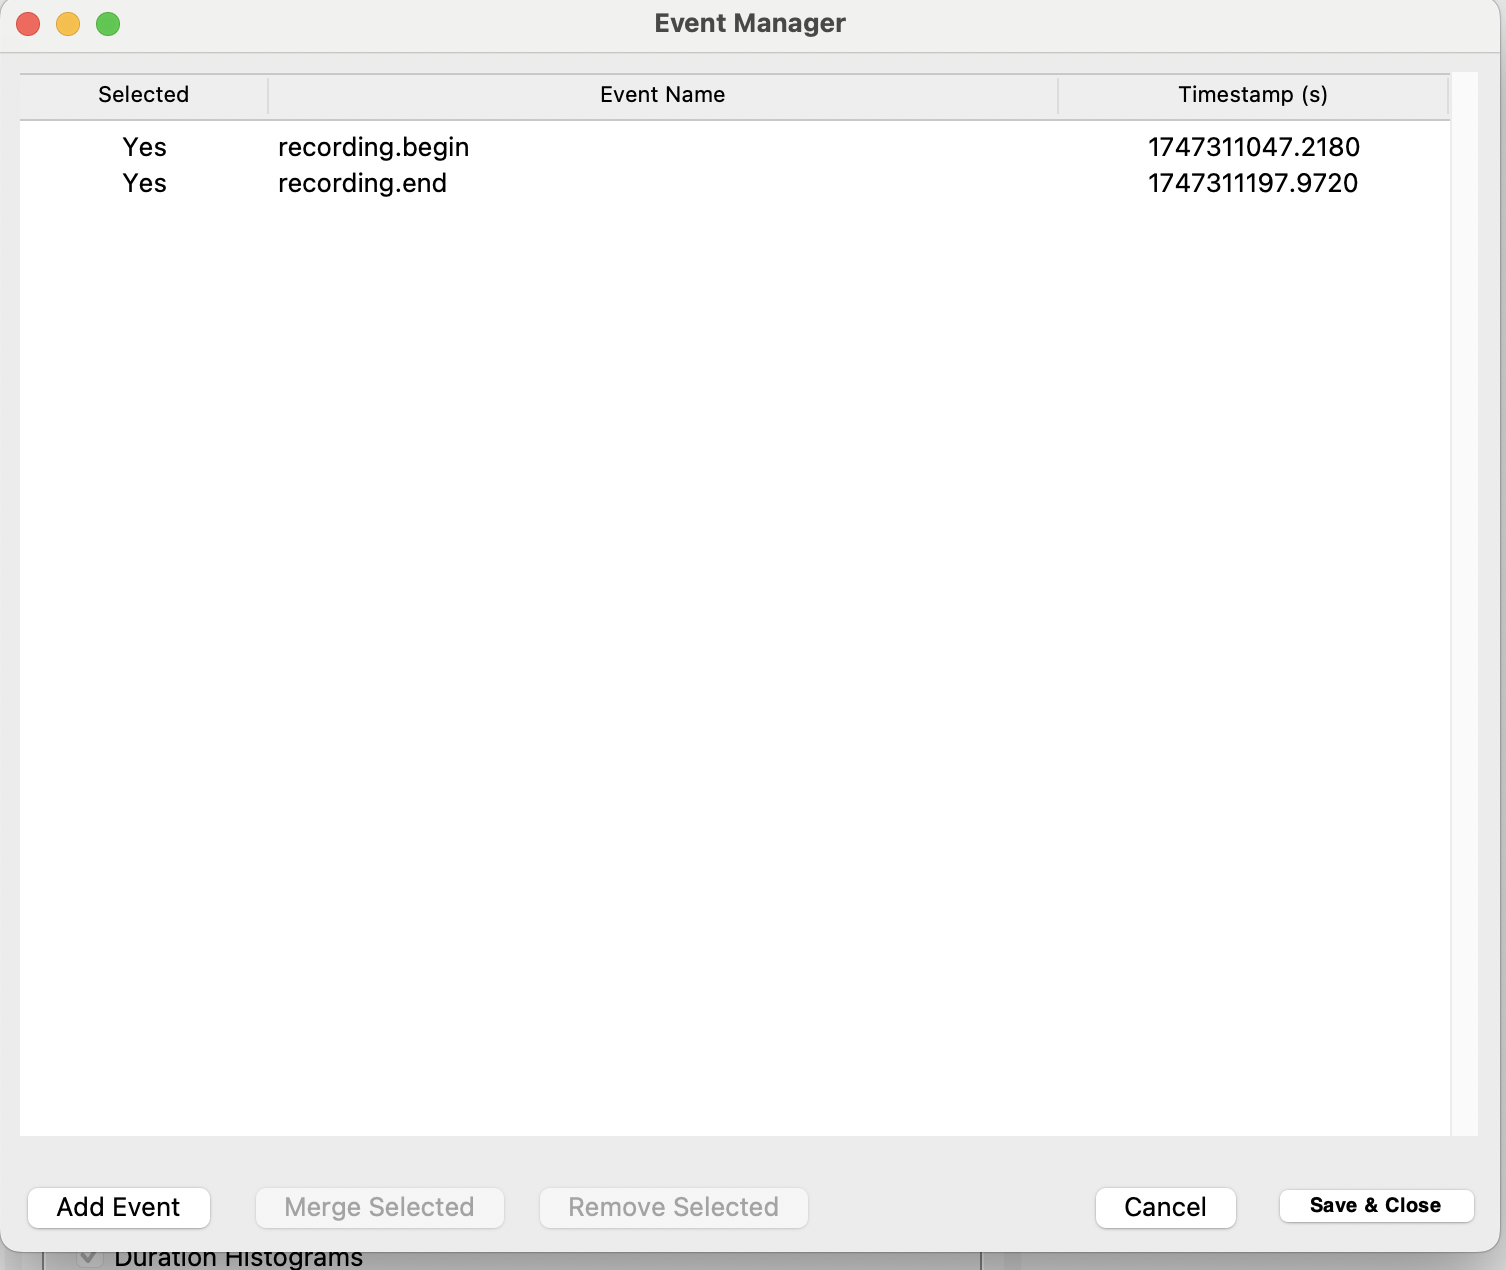 Event Manager
Selected Event Name Timestamp (s)
Yes recording.begin 1747311047.2180
Yes recording.end 1747311197.9720
Add Event Merge Selected Remove Selected Cancel Save & Close
Duration Histograms